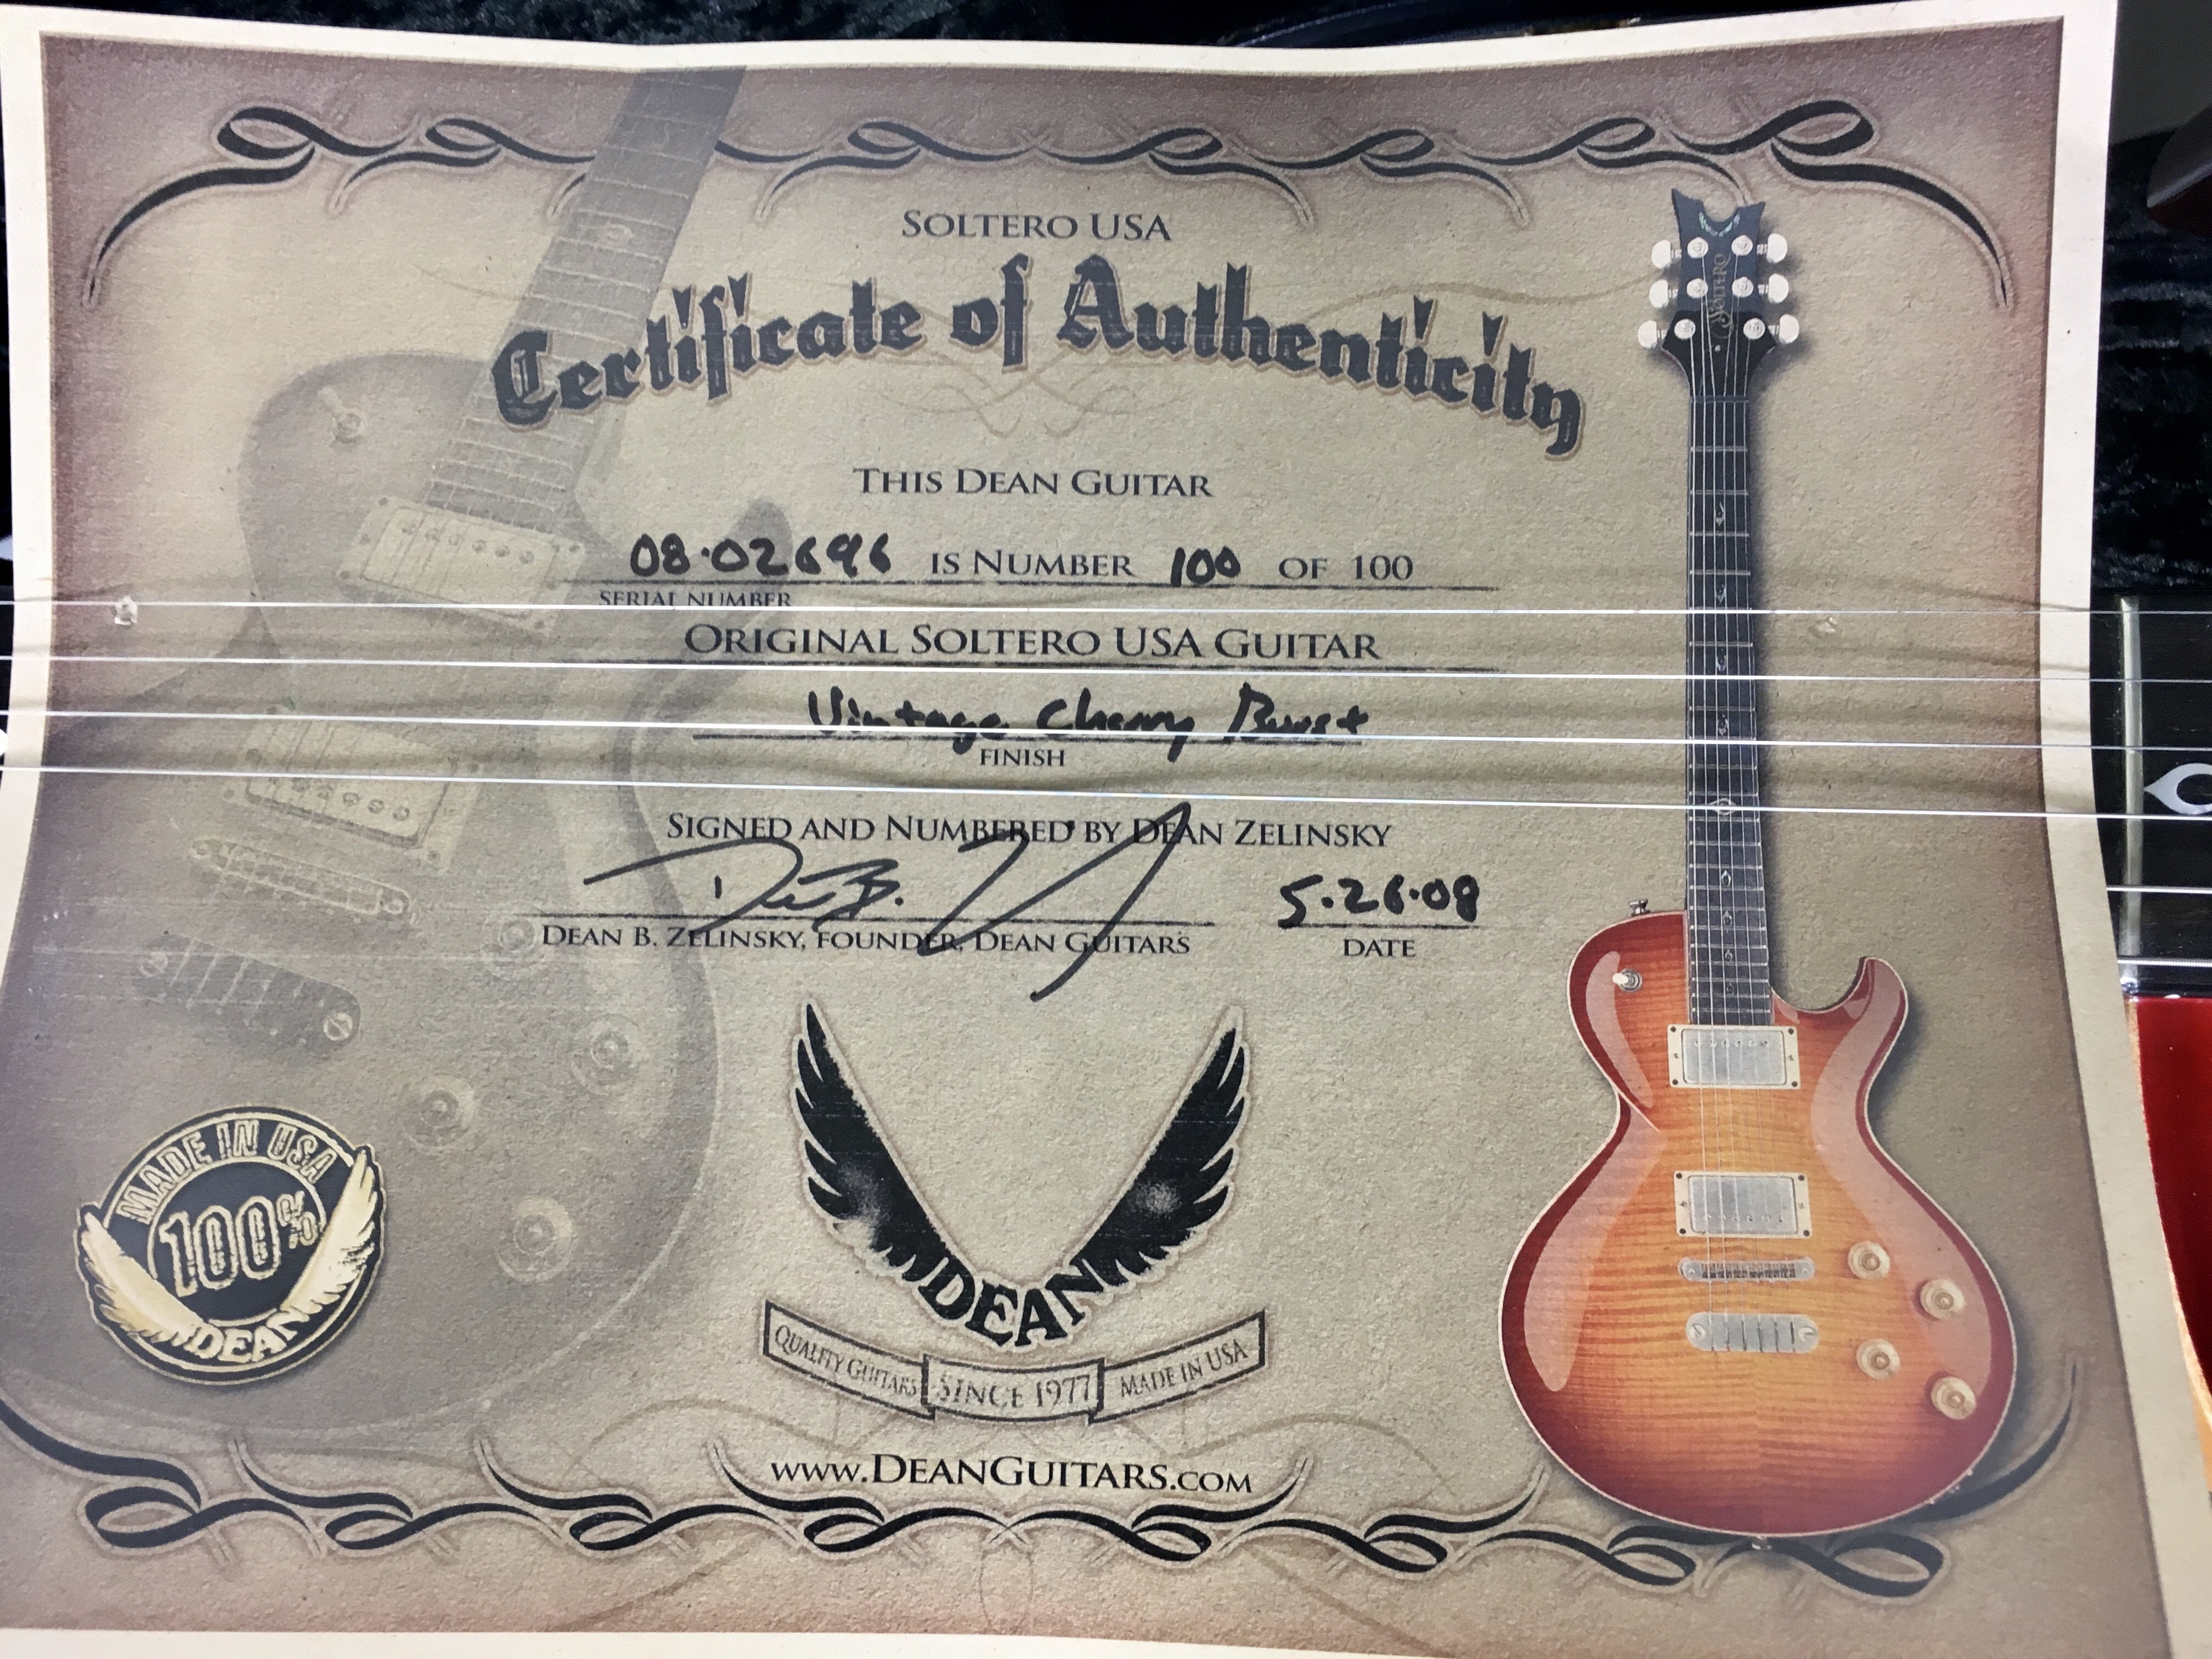 SOLTERO USA
Certificate of Authenticity
SOLTERO
THIS DEAN GUITAR
08·02696 IS NUMBER 100 OF 100
SERIAL NUMBER
ORIGINAL SOLTERO USA GUITAR
Vintage Cherry Burst
FINISH
SIGNED AND NUMBERED BY DEAN ZELINSKY
5·26·08
DEAN B. ZELINSKY, FOUNDER, DEAN GUITARS
DATE
MADE IN USA
100%
DEAN
DEAN
QUALITY GUITARS SINCE 1977 MADE IN USA
WWW.DEANGUITARS.COM